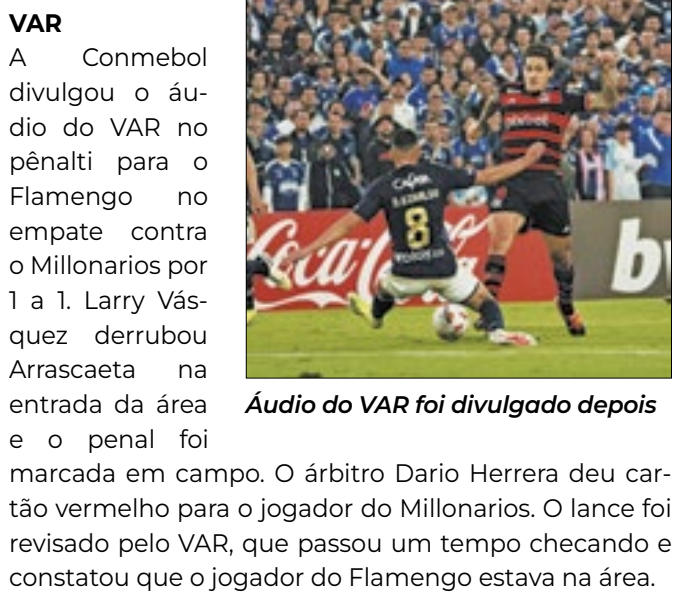 VAR
A Conmebol
divulgou o áu-
dio do VAR no
pênalti para o
Flamengo no
empate contra
o Millonarios por
1 a 1. Larry Vás-
quez derrubou
Arrascaeta na
entrada da área
e o penal foi
marcada em campo. O árbitro Dario Herrera deu car-
tão vermelho para o jogador do Millonarios. O lance foi
revisado pelo VAR, que passou um tempo checando e
constatou que o jogador do Flamengo estava na área.
8
Coca-Cola
Áudio do VAR foi divulgado depois